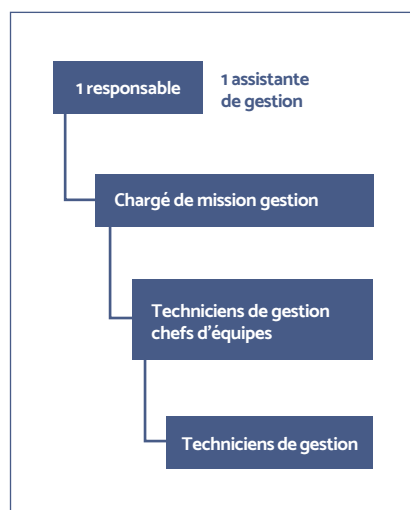 1 responsable
1 assistante
de gestion
Chargé de mission gestion
Techniciens de gestion
chefs d'équipes
Techniciens de gestion